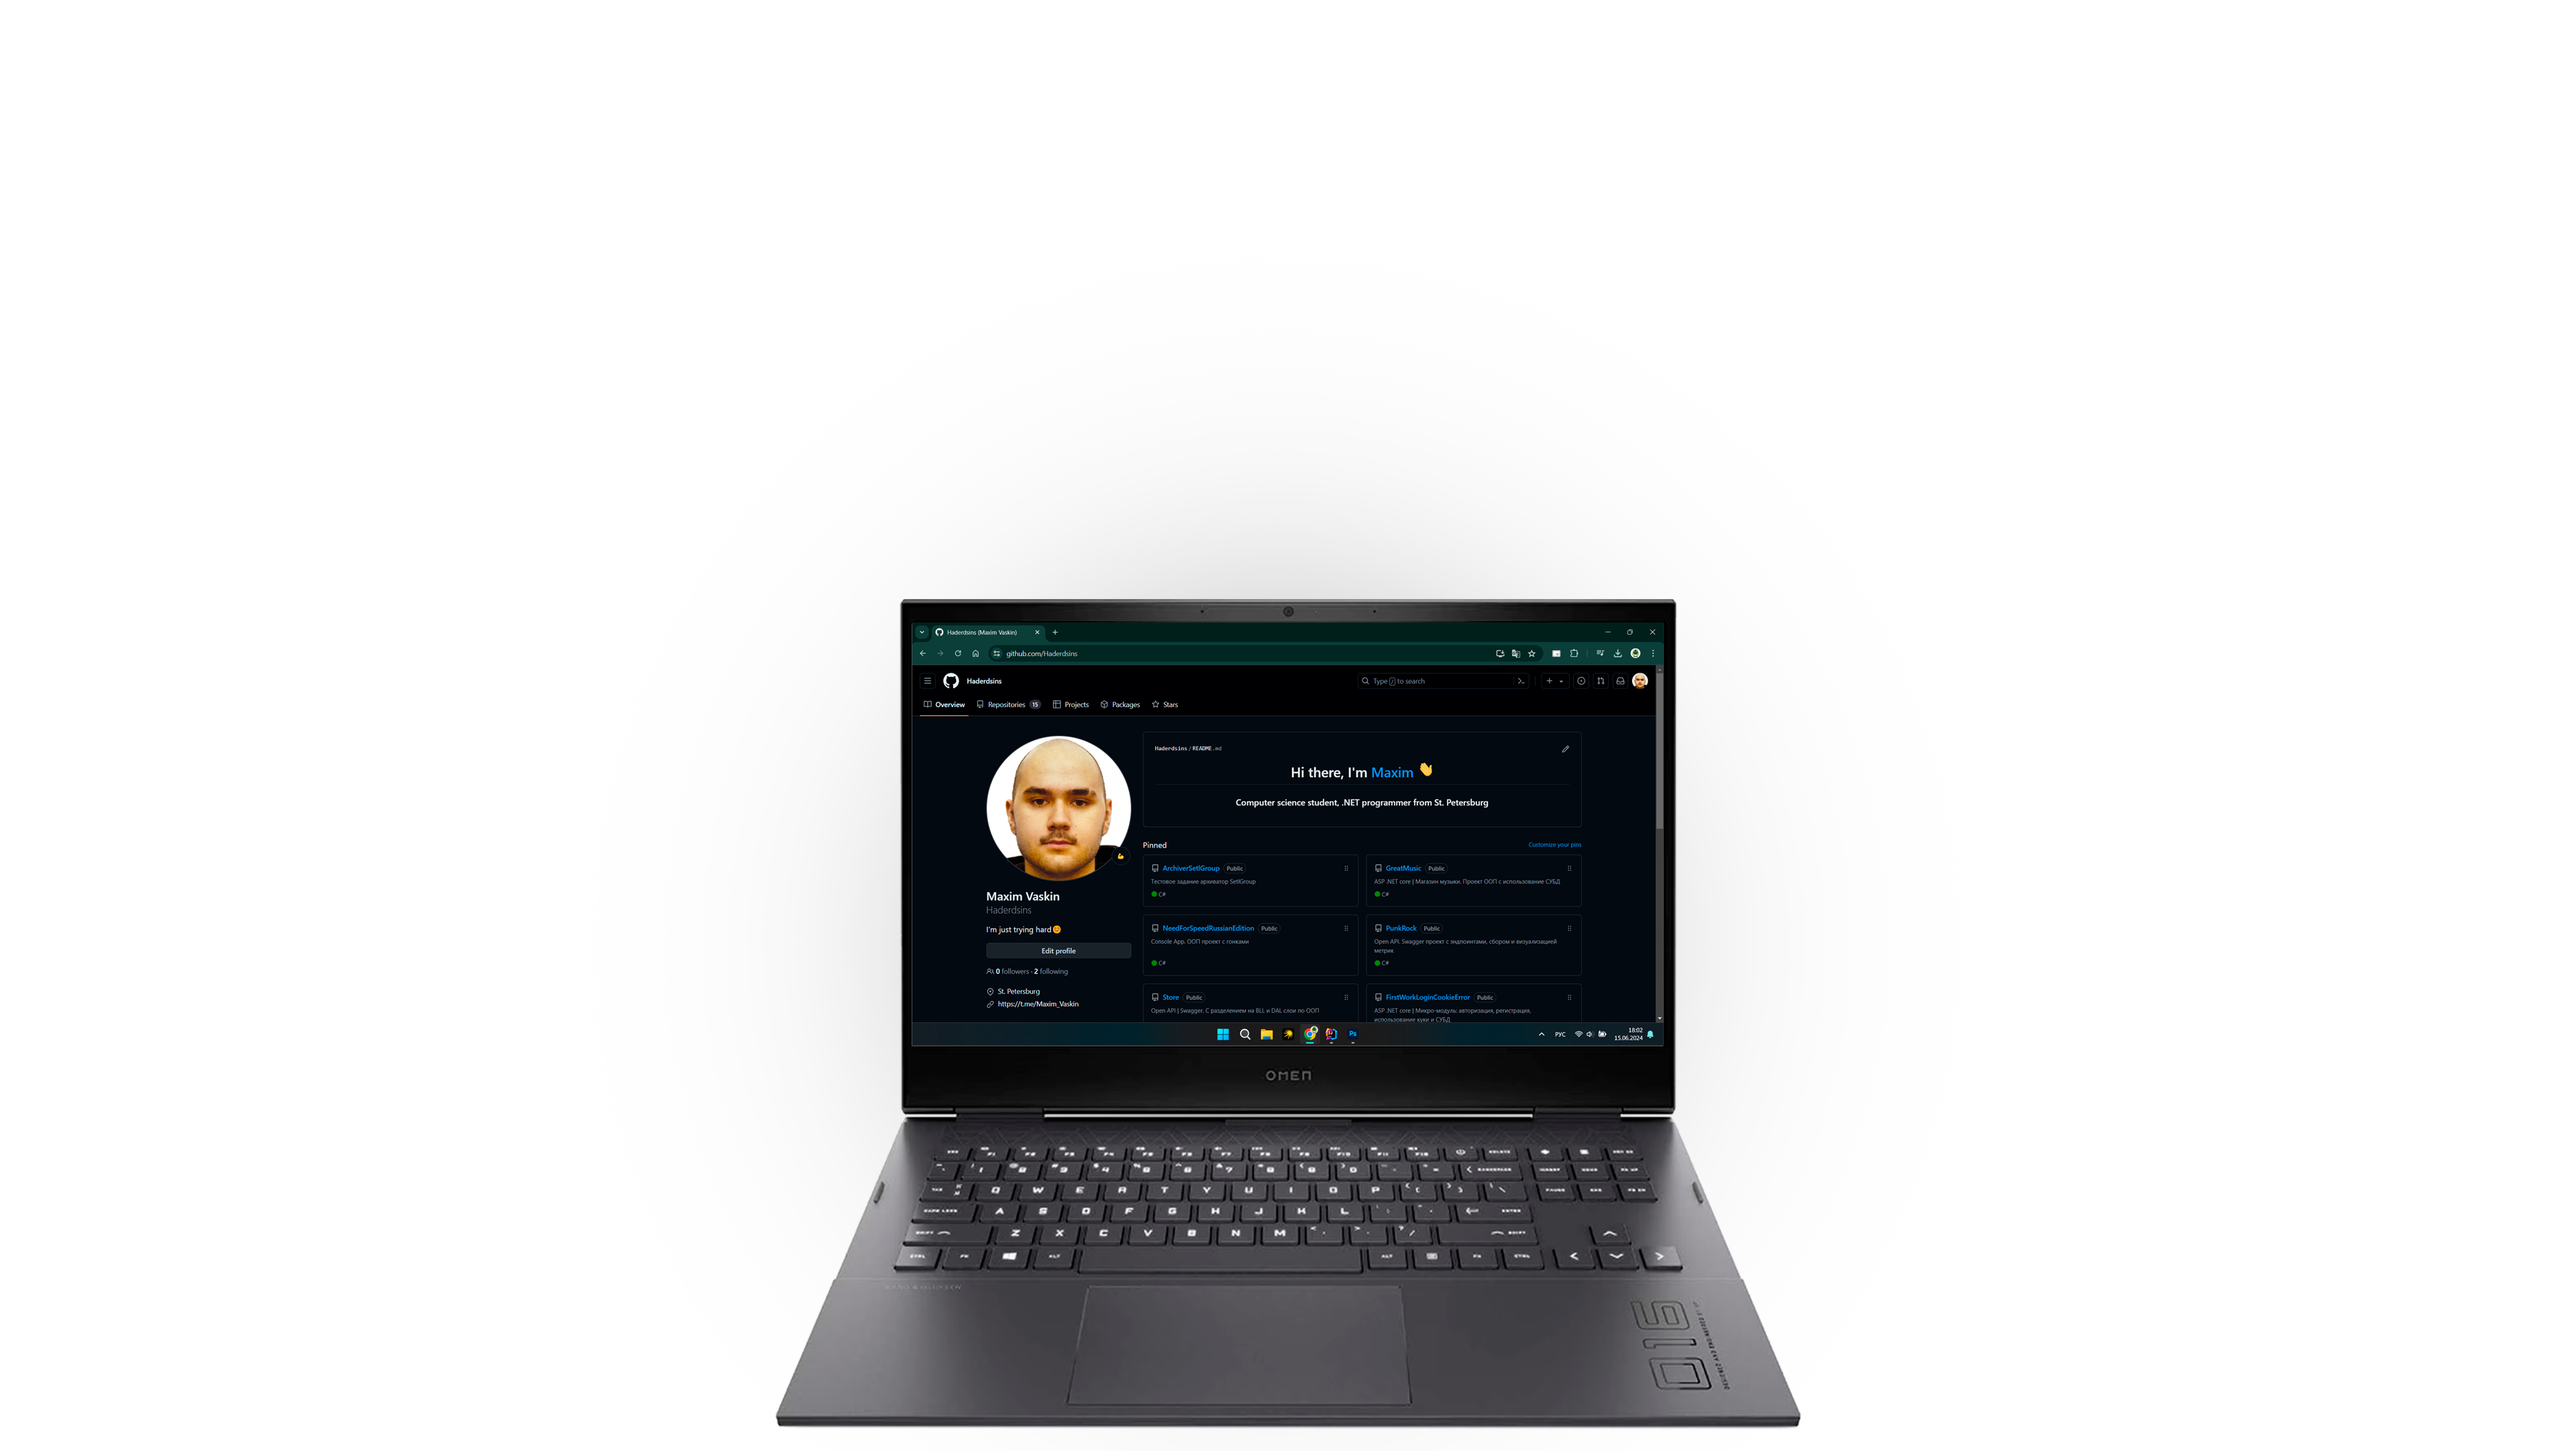 Haderdsins (Maxim Vaskin)
github.com/Haderdsins
Haderdsins
Type / to search
Overview Repositories 15 Projects Packages Stars
Haderdsins / README.md
Hi there, I'm Maxim 👋
Computer science student, .NET programmer from St. Petersburg
Maxim Vaskin
Haderdsins
I'm just trying hard
Edit profile
0 followers · 2 following
St. Petersburg
https://t.me/Maxim_Vaskin
Pinned
Customize your pins
ArchiverSetlGroup Public
Тестовое задание архиватор SetlGroup
C#
GreatMusic Public
ASP .NET core | Магазин музыки. Проект ООП с использование СУБД
C#
NeedForSpeedRussianEdition Public
Console App. ООП проект с гонками
C#
PunkRock Public
Open API. Swagger проект с эндпоинтами, сбором и визуализацией
метрик
C#
Store Public
Open API | Swagger. С разделением на BLL и DAL слои по ООП
FirstWorkLoginCookieError Public
ASP .NET core | Микро-модуль: авторизация, регистрация,
использование куки и СУБД
Ps
РУС
18:02
15.06.2024
OMEN
Q W E R T Y U I O P
A S D F G H J K L
Z X C V B N M
16